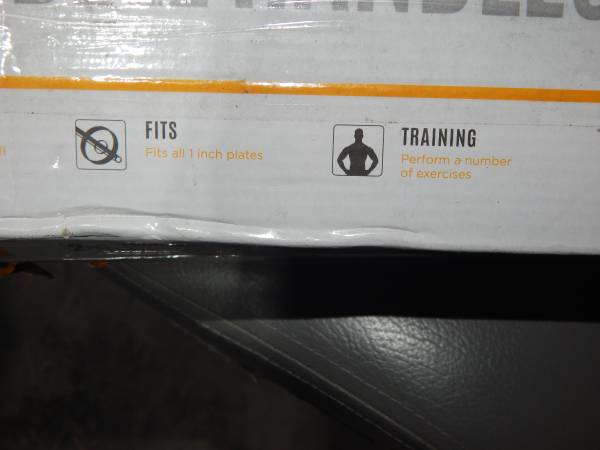 FITS
Fits all 1 inch plates
TRAINING
Perform a number
of exercises